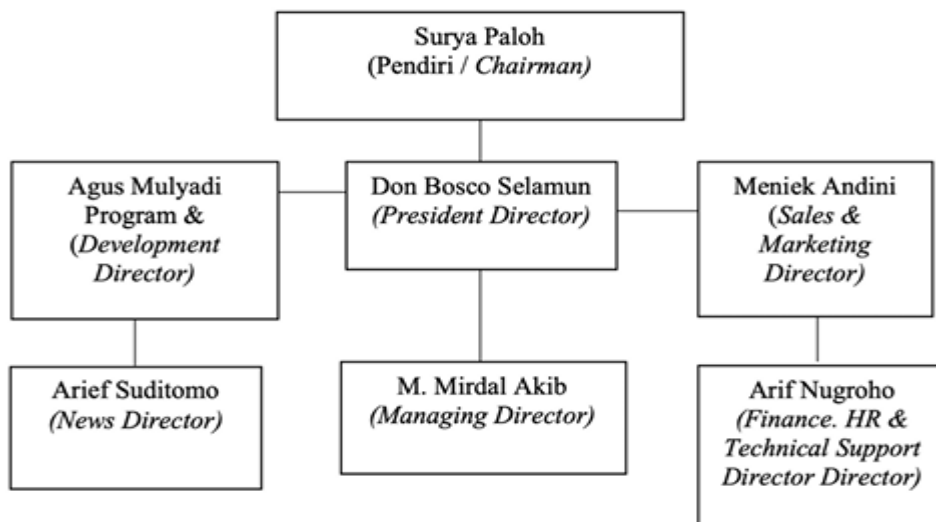 Surya Paloh
(Pendiri / Chairman)
Agus Mulyadi
Program &
(Development
Director)
Don Bosco Selamun
(President Director)
Meniek Andini
(Sales &
Marketing
Director)
Arief Suditomo
(News Director)
M. Mirdal Akib
(Managing Director)
Arif Nugroho
(Finance. HR &
Technical Support
Director Director)